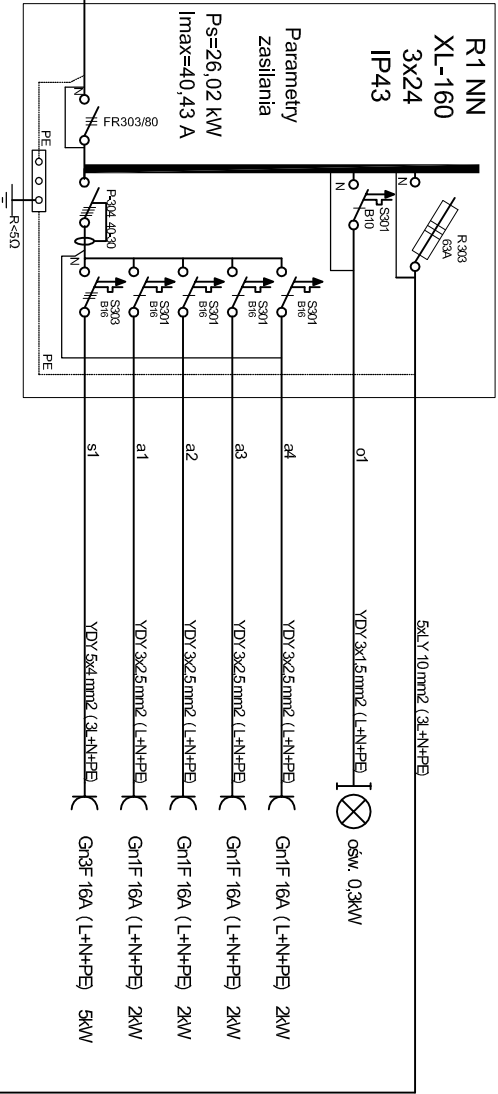 R1 NN
XL-160
3x24
IP43
Parametry
zasilania
Ps=26,02 kW
Imax=40,43 A
FR303/80
N
PE
R<5Ω
R303
63A
N
5xLY 10 mm2 (3L+N+PE)
S301
B10
N
o1
YDY 3x1,5 mm2 (L+N+PE)
ośw. 0,3kW
P-304 40-30
N
PE
S301
B16
a4
YDY 3x2,5 mm2 (L+N+PE)
Gn1F 16A (L+N+PE) 2kW
S301
B16
a3
YDY 3x2,5 mm2 (L+N+PE)
Gn1F 16A (L+N+PE) 2kW
S301
B16
a2
YDY 3x2,5 mm2 (L+N+PE)
Gn1F 16A (L+N+PE) 2kW
S301
B16
a1
YDY 3x2,5 mm2 (L+N+PE)
Gn1F 16A (L+N+PE) 2kW
S303
B16
s1
YDY 5x4 mm2 (3L+N+PE)
Gn3F 16A (L+N+PE) 5kW